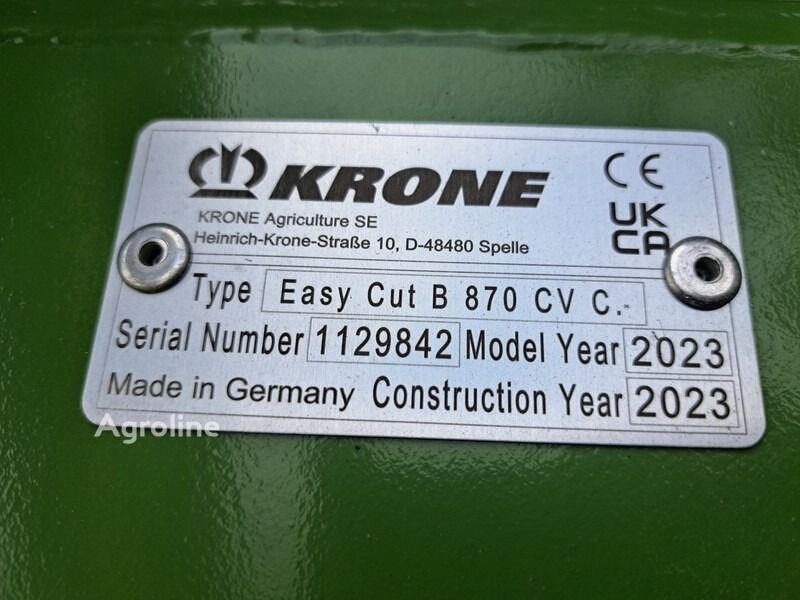 KRONE CE
KRONE Agriculture SE UK
Heinrich-Krone-Straße 10, D-48480 Spelle CA
Type Easy Cut B 870 CV C.-
Serial Number 1129842 Model Year 2023
Made in Germany Construction Year 2023
Agroline